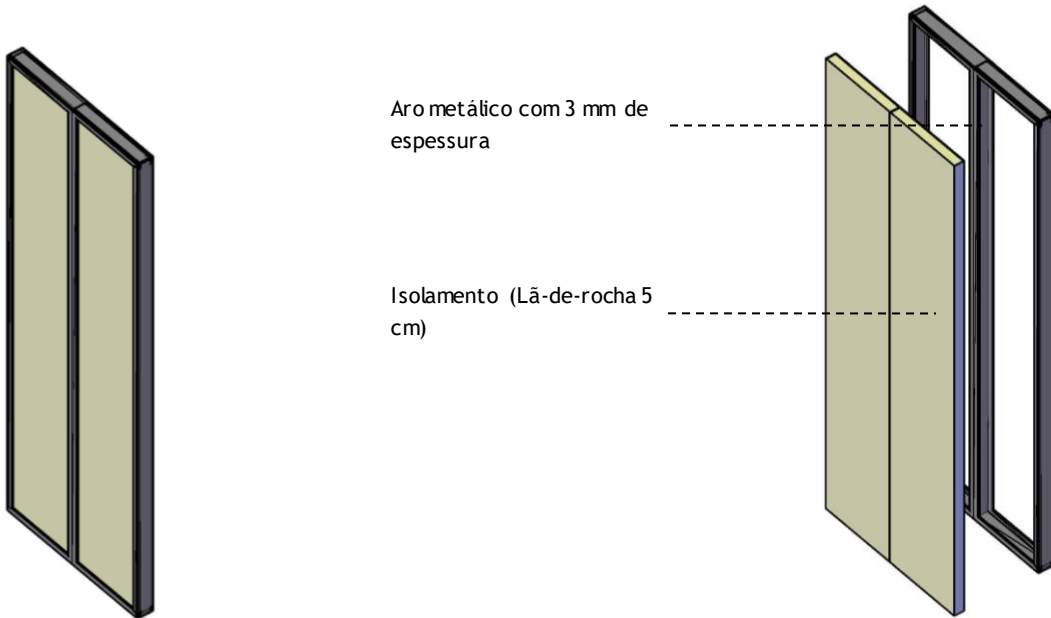 Aro metálico com 3 mm de
espessura
Isolamento (Lã-de-rocha 5
cm)